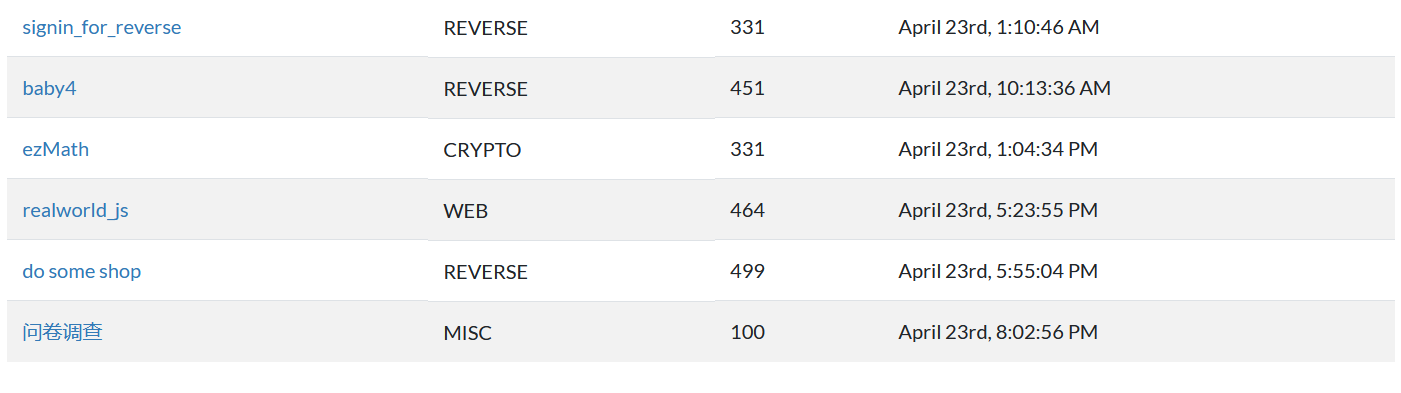 signin_for_reverse REVERSE 331 April 23rd, 1:10:46 AM
baby4 REVERSE 451 April 23rd, 10:13:36 AM
ezMath CRYPTO 331 April 23rd, 1:04:34 PM
realworld_js WEB 464 April 23rd, 5:23:55 PM
do some shop REVERSE 499 April 23rd, 5:55:04 PM
问卷调查 MISC 100 April 23rd, 8:02:56 PM